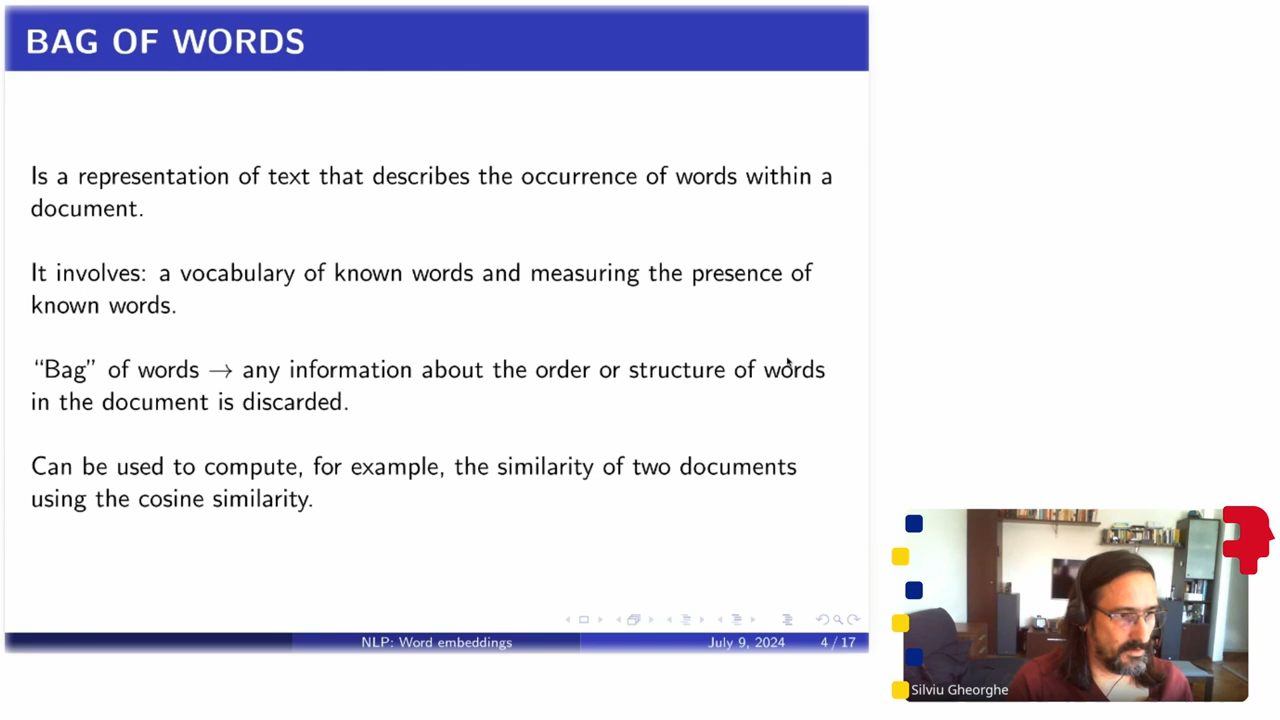 BAG OF WORDS
Is a representation of text that describes the occurrence of words within a
document.
It involves: a vocabulary of known words and measuring the presence of
known words.
“Bag” of words → any information about the order or structure of words
in the document is discarded.
Can be used to compute, for example, the similarity of two documents
using the cosine similarity.
NLP: Word embeddings
July 9, 2024
4 / 17
Silviu Gheorghe